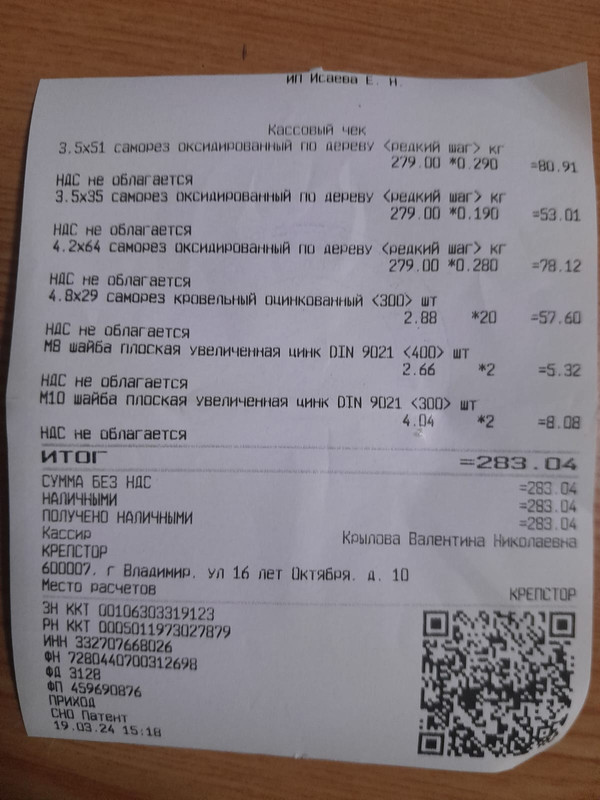 ИП Исаева Е. Н.
Кассовый чек
3.5x51 саморез оксидированный по дереву <редкий шаг> кг
279.00 *0.290 =80.91
НДС не облагается
3.5x35 саморез оксидированный по дереву <редкий шаг> кг
279.00 *0.190 =53.01
НДС не облагается
4.2x64 саморез оксидированный по дереву <редкий шаг> кг
279.00 *0.280 =78.12
НДС не облагается
4.8x29 саморез кровельный оцинкованный <300> шт
2.88 *20 =57.60
НДС не облагается
М8 шайба плоская увеличенная цинк DIN 9021 <400> шт
2.66 *2 =5.32
НДС не облагается
М10 шайба плоская увеличенная цинк DIN 9021 <300> шт
4.04 *2 =8.08
НДС не облагается
ИТОГ =283.04
СУММА БЕЗ НДС =283.04
НАЛИЧНЫМИ =283.04
ПОЛУЧЕНО НАЛИЧНЫМИ =283.04
Кассир Крылова Валентина Николаевна
КРЕПСТОР
600007, г Владимир, ул 16 лет Октября, д. 10
Место расчетов КРЕПСТОР
ЗН ККТ 00106303319123
РН ККТ 0005011973027879
ИНН 332707668026
ФН 7280440700312698
ФД 3128
ФП 459690876
ПРИХОД
СНО Патент
19.03.24 15:18